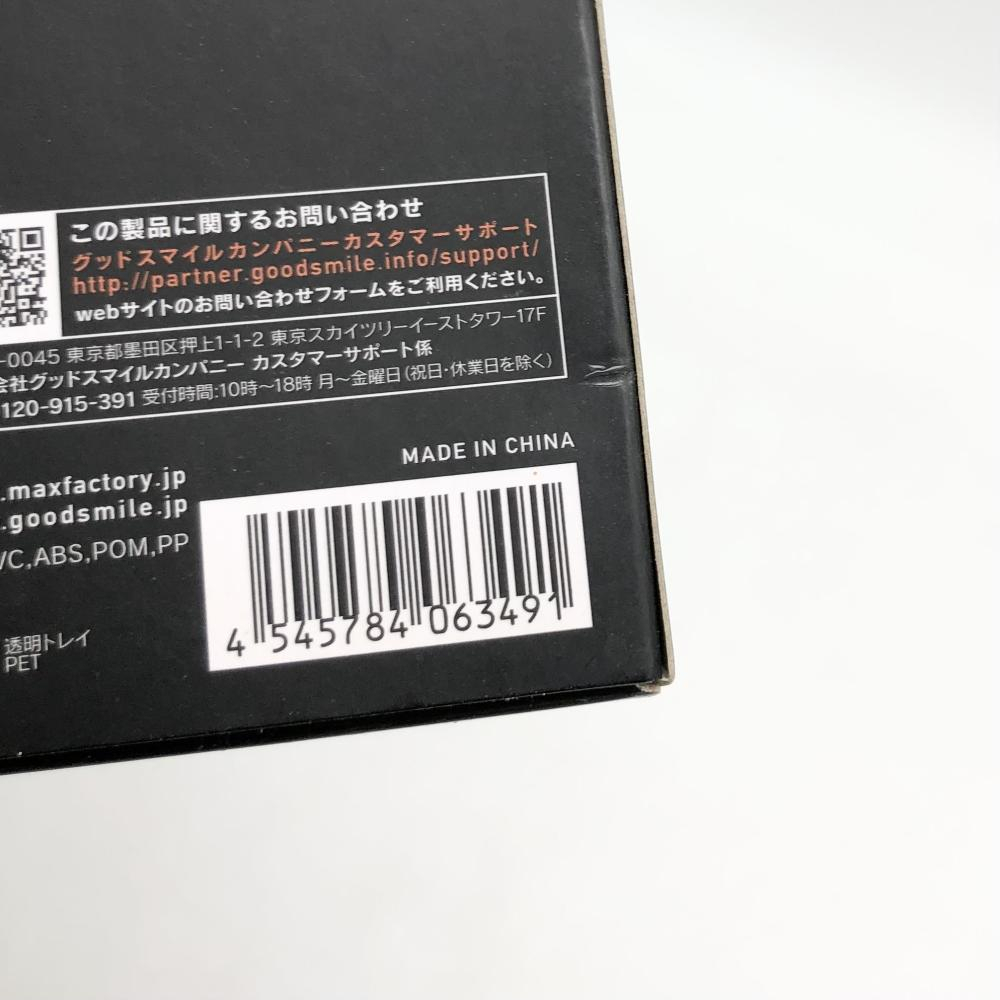 この製品に関するお問い合わせ
グッドスマイルカンパニーカスタマーサポート
http://partner.goodsmile.info/support/
webサイトのお問い合わせフォームをご利用ください。
-0045 東京都墨田区押上1-1-2 東京スカイツリーイーストタワー17F
会社グッドスマイルカンパニー カスタマーサポート係
120-915-391 受付時間:10時〜18時 月〜金曜日(祝日・休業日を除く)
MADE IN CHINA
.maxfactory.jp
.goodsmile.jp
VC,ABS,POM,PP
4 545784 063491
透明トレイ
PET